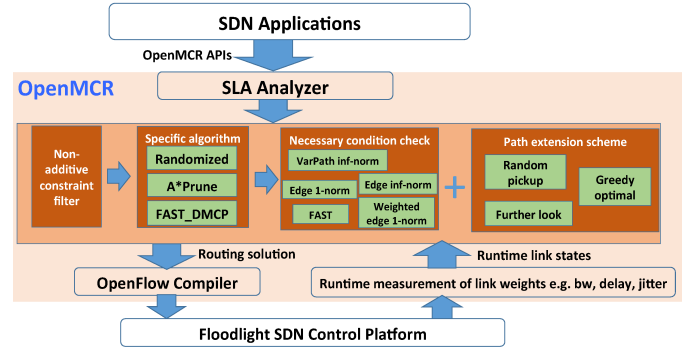 SDN Applications
OpenMCR APIs
OpenMCR
SLA Analyzer
Non-
additive
constraint
filter
Specific algorithm
Randomized
A*Prune
FAST_DMCP
Necessary condition check
VarPath inf-norm
Edge 1-norm
Edge inf-norm
FAST
Weighted
edge 1-norm
+
Path extension scheme
Random
pickup
Greedy
optimal
Further look
Routing solution
Runtime link states
OpenFlow Compiler
Runtime measurement of link weights e.g. bw, delay, jitter
Floodlight SDN Control Platform